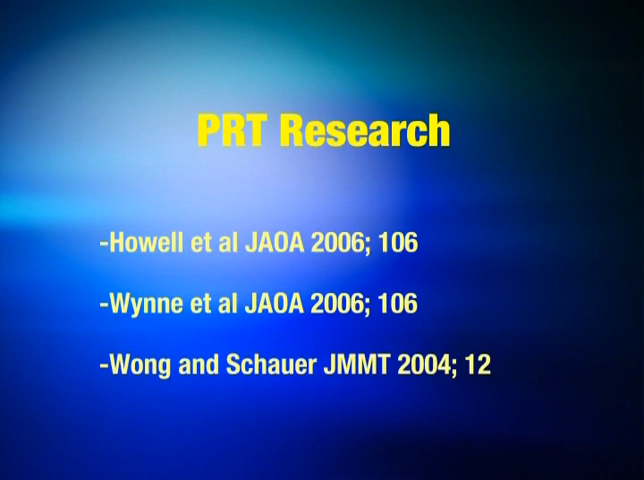 PRT Research
-Howell et al JAOA 2006; 106
-Wynne et al JAOA 2006; 106
-Wong and Schauer JMMT 2004; 12